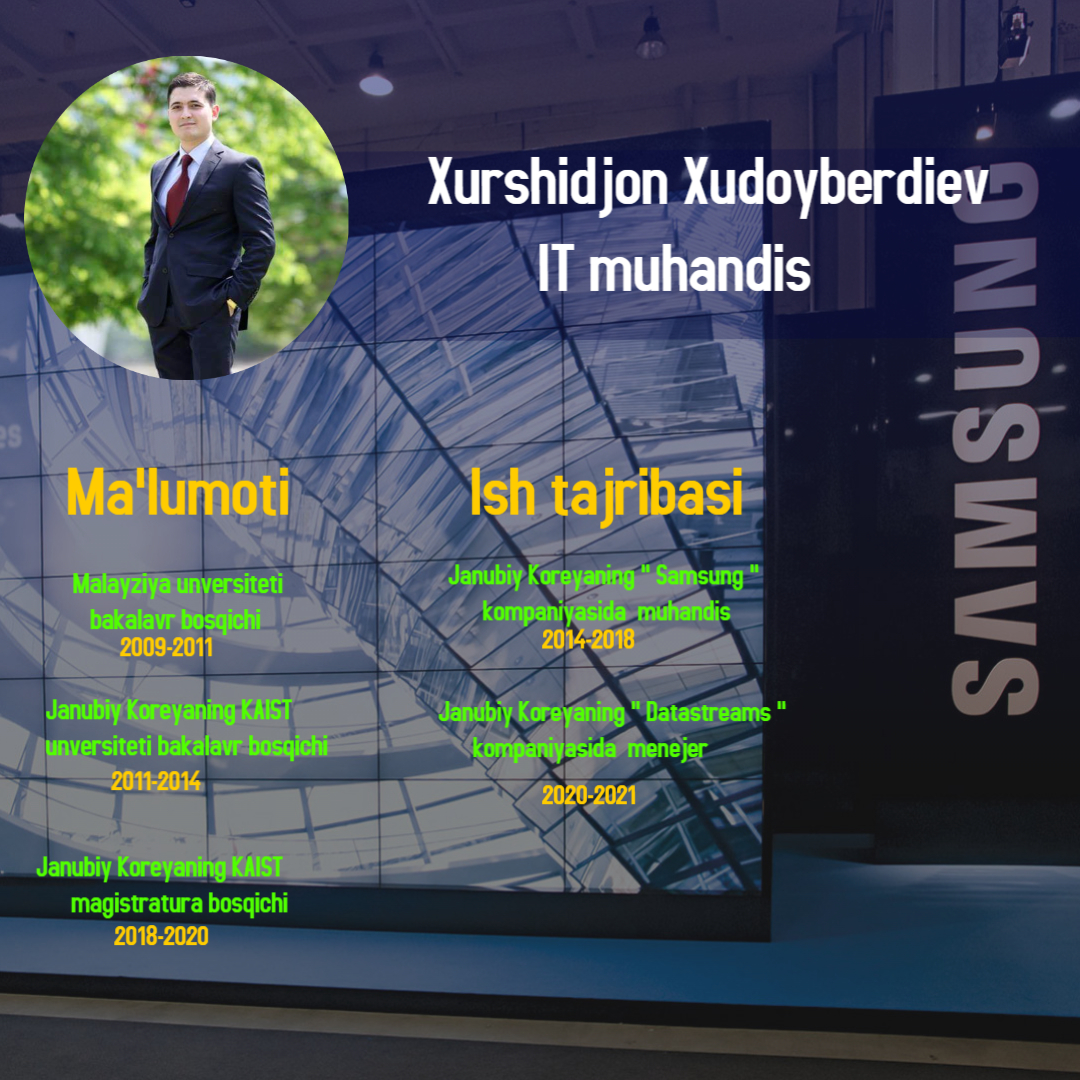 Xurshidjon Xudoyberdiev
IT muhandis
SAMSUNG
es
Ma'lumoti
Malayziya unversiteti
bakalavr bosqichi
2009-2011
Janubiy Koreyaning KAIST
unversiteti bakalavr bosqichi
2011-2014
Janubiy Koreyaning KAIST
magistratura bosqichi
2018-2020
Ish tajribasi
Janubiy Koreyaning " Samsung "
kompaniyasida muhandis
2014-2018
Janubiy Koreyaning " Datastreams "
kompaniyasida menejer
2020-2021